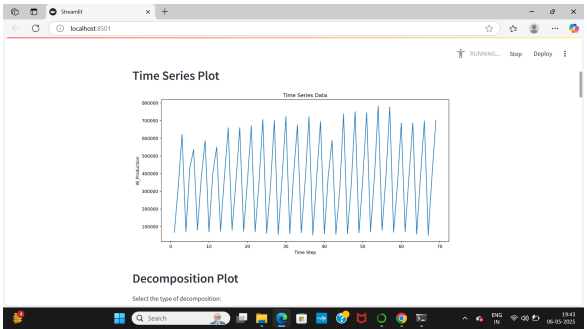 Streamlit
localhost:8501
RUNNING... Stop Deploy
Time Series Plot
Time Series Data
800000
700000
600000
500000
400000
300000
200000
100000
W_Production
0 10 20 30 40 50 60 70
Time Step
Decomposition Plot
Select the type of decomposition:
Search
ENG
IN
19:43
06-05-2025